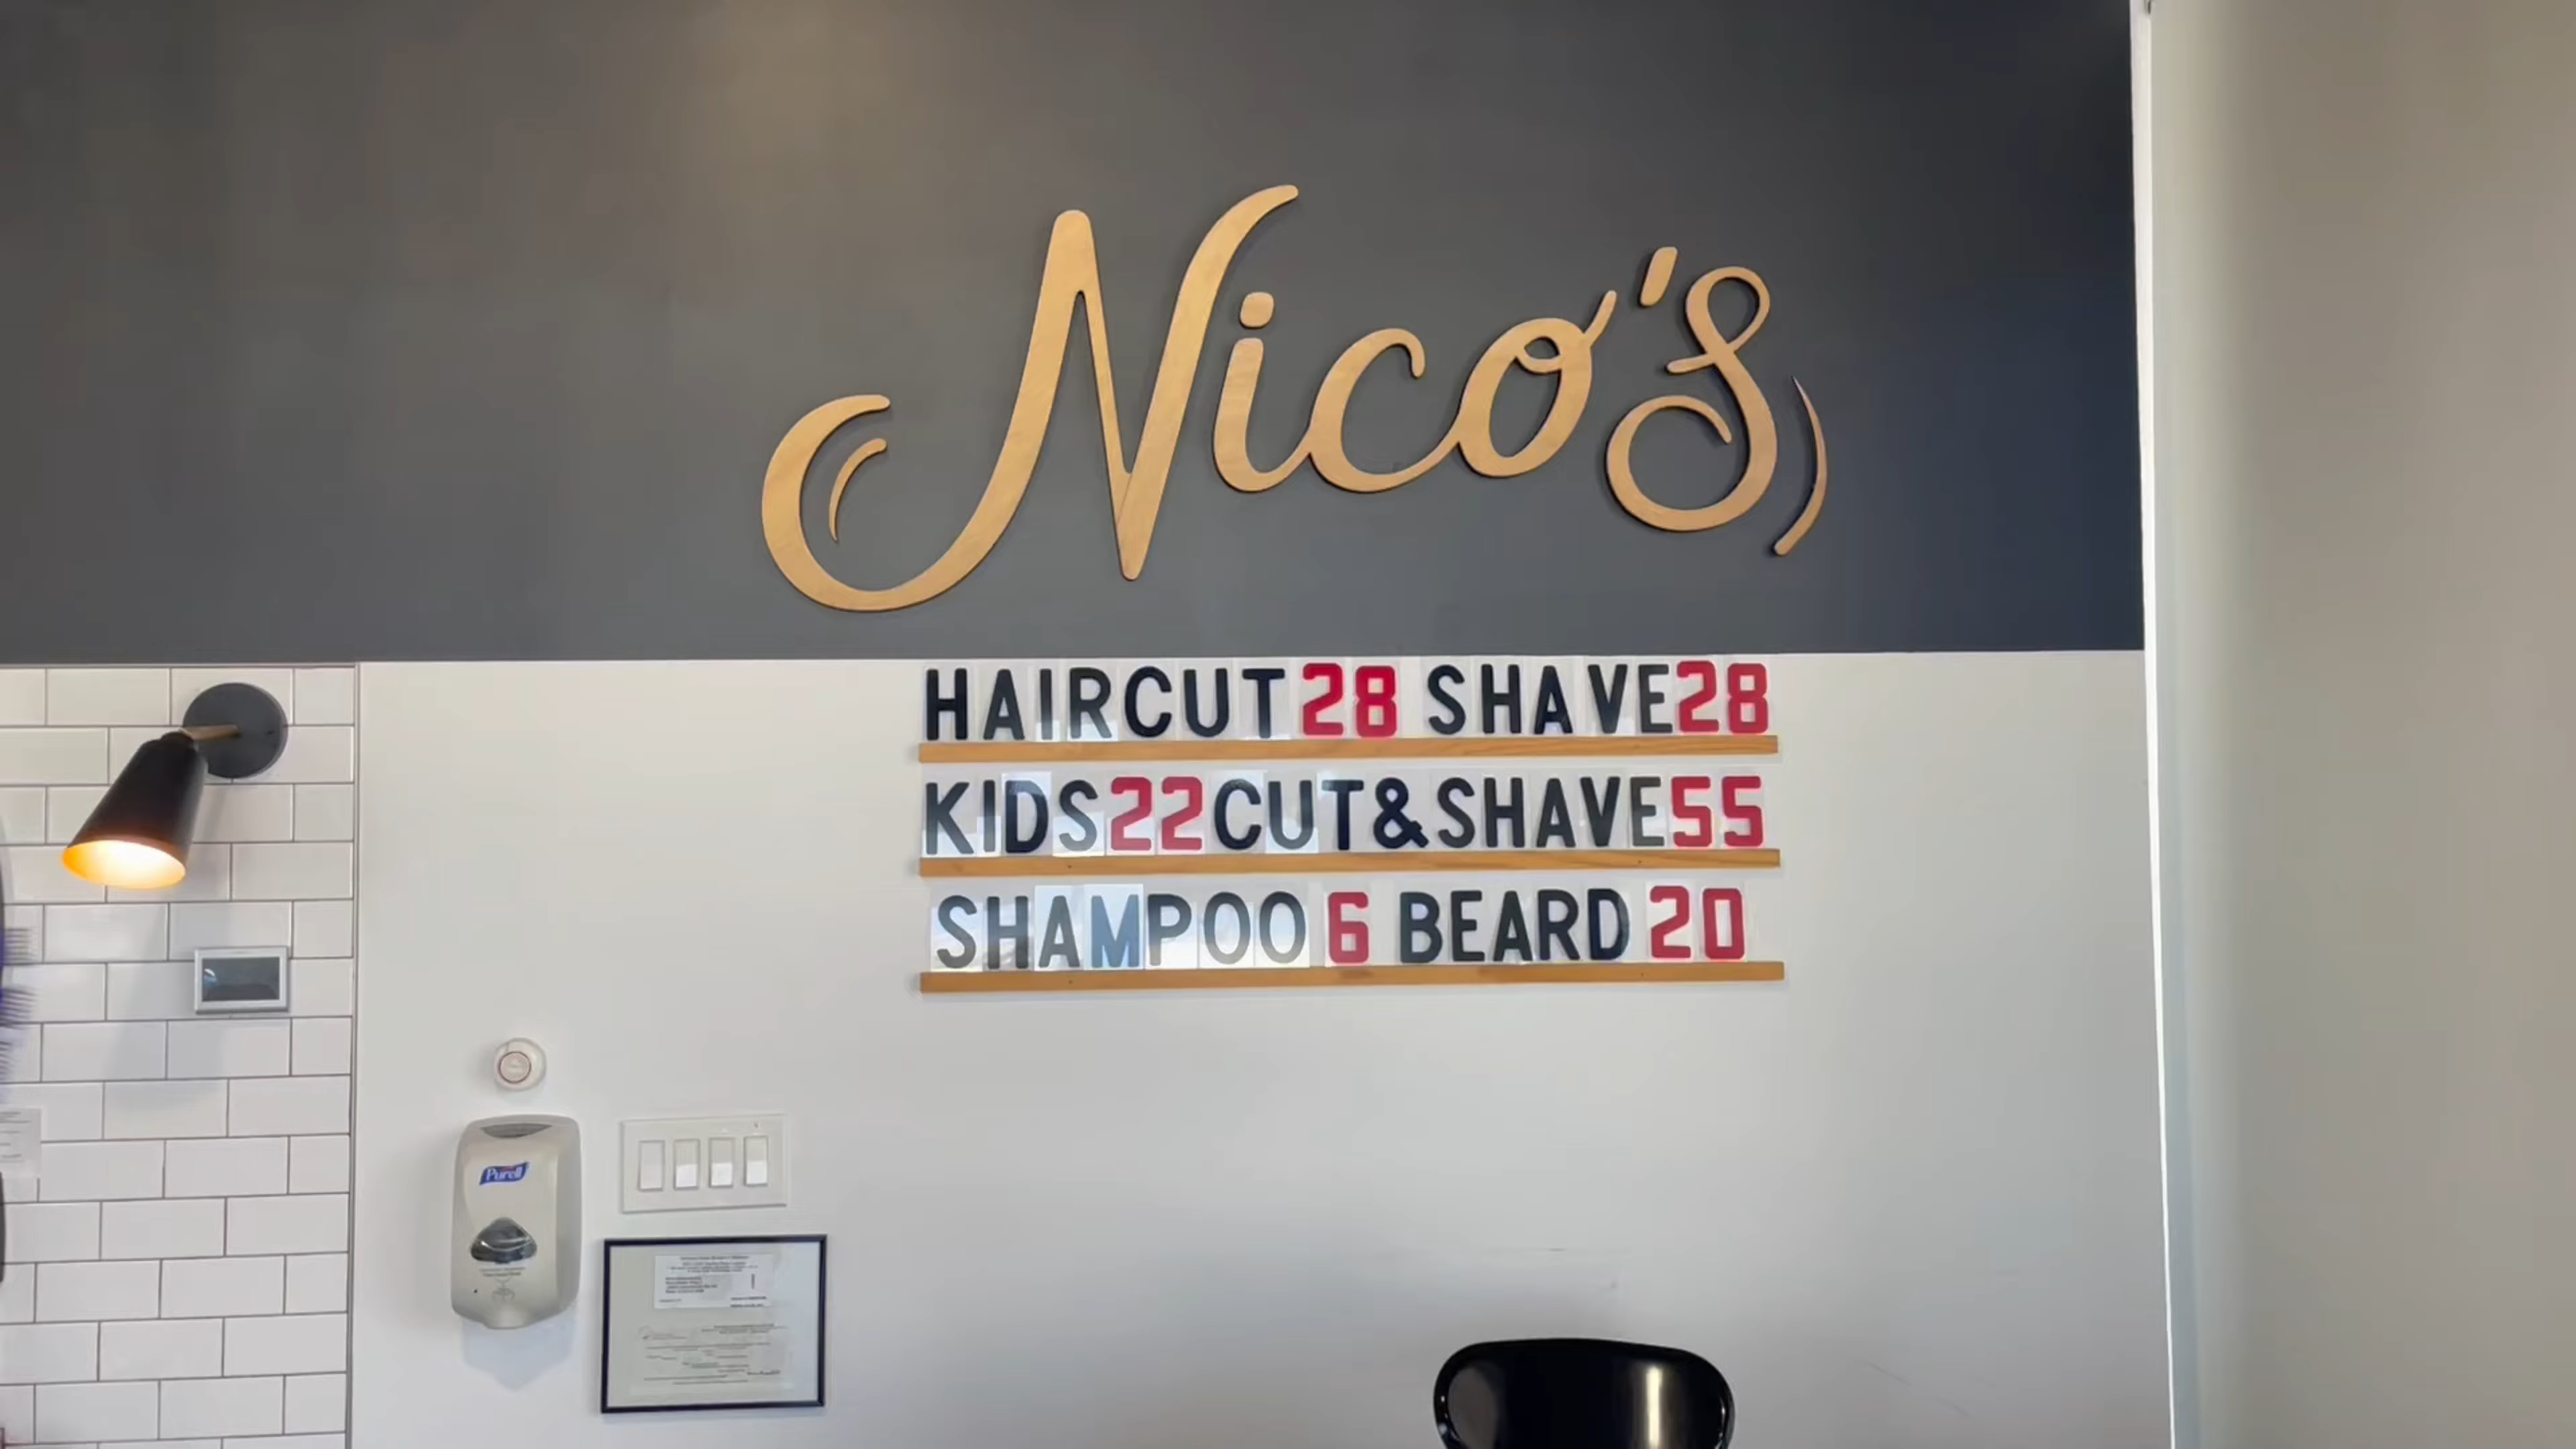 Nico's
HAIRCUT 28 SHAVE 28
KIDS 22 CUT & SHAVE 55
SHAMPOO 6 BEARD 20
Purell